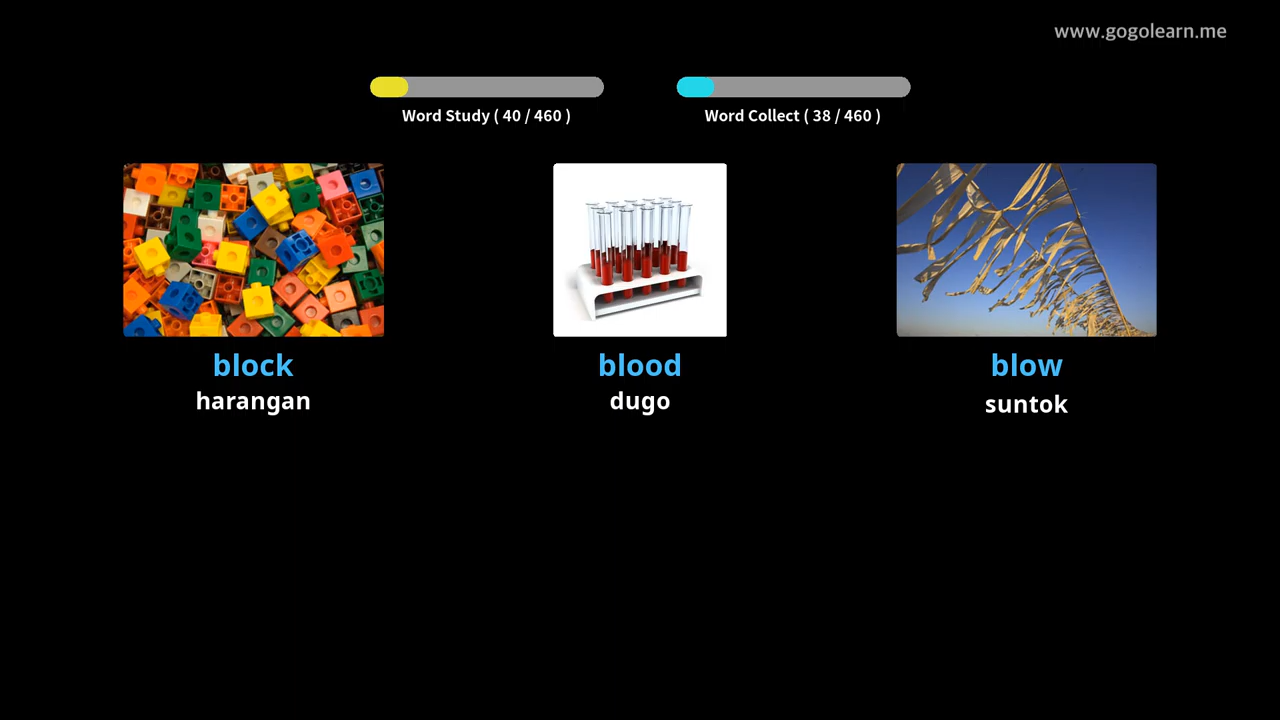 www.gogolearn.me
Word Study ( 40 / 460 )
Word Collect ( 38 / 460 )
block
harangan
blood
dugo
blow
suntok